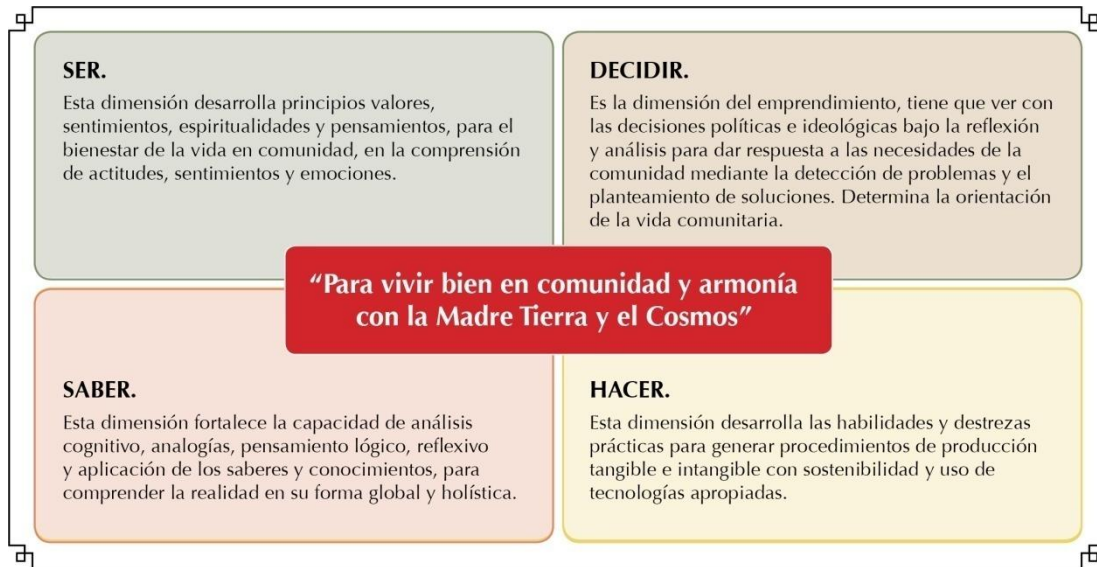 SER.
Esta dimensión desarrolla principios valores,
sentimientos, espiritualidades y pensamientos, para el
bienestar de la vida en comunidad, en la comprensión
de actitudes, sentimientos y emociones.
DECIDIR.
Es la dimensión del emprendimiento, tiene que ver con
las decisiones políticas e ideológicas bajo la reflexión
y análisis para dar respuesta a las necesidades de la
comunidad mediante la detección de problemas y el
planteamiento de soluciones. Determina la orientación
de la vida comunitaria.
“Para vivir bien en comunidad y armonía
con la Madre Tierra y el Cosmos”
SABER.
Esta dimensión fortalece la capacidad de análisis
cognitivo, analogías, pensamiento lógico, reflexivo
y aplicación de los saberes y conocimientos, para
comprender la realidad en su forma global y holística.
HACER.
Esta dimensión desarrolla las habilidades y destrezas
prácticas para generar procedimientos de producción
tangible e intangible con sostenibilidad y uso de
tecnologías apropiadas.